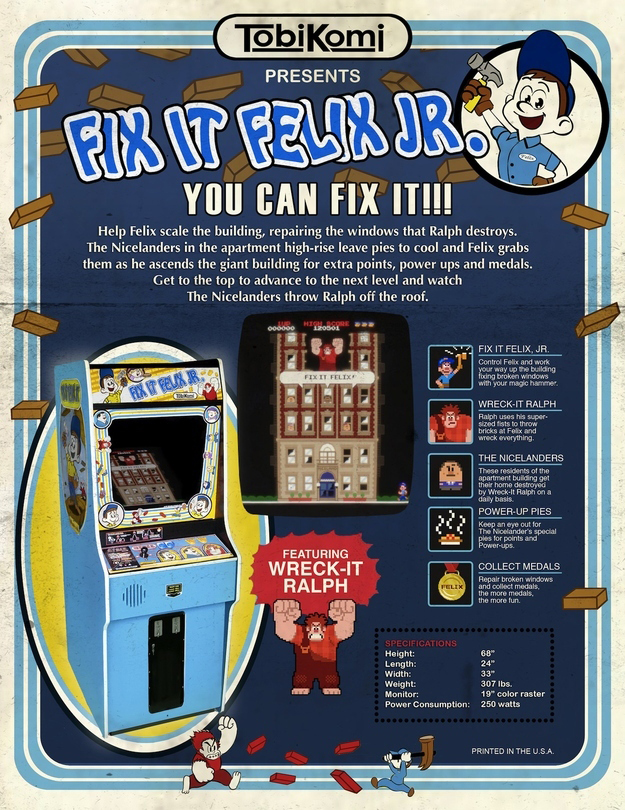 TobiKomi
PRESENTS
FIX IT FELIX JR.
Felix
YOU CAN FIX IT!!!
Help Felix scale the building, repairing the windows that Ralph destroys.
The Nicelanders in the apartment high-rise leave pies to cool and Felix grabs
them as he ascends the giant building for extra points, power ups and medals.
Get to the top to advance to the next level and watch
The Nicelanders throw Ralph off the roof.
1UP HIGH SCORE
000000 120501
FIX IT FELIX!
FIX IT FELIX JR.
TobiKomi
FIX IT FELIX, JR.
Control Felix and work
your way up the building
fixing broken windows
with your magic hammer.
WRECK-IT RALPH
Ralph uses his super-
sized fists to throw
bricks at Felix and
wreck everything.
THE NICELANDERS
These residents of the
apartment building get
their home destroyed
by Wreck-It Ralph on a
daily basis.
POWER-UP PIES
Keep an eye out for
The Nicelander's special
pies for points and
Power-ups.
FELIX
COLLECT MEDALS
Repair broken windows
and collect medals,
the more medals,
the more fun.
FEATURING
WRECK-IT
RALPH
SPECIFICATIONS
Height: 68"
Length: 24"
Width: 33"
Weight: 307 lbs.
Monitor: 19" color raster
Power Consumption: 250 watts
PRINTED IN THE U.S.A.